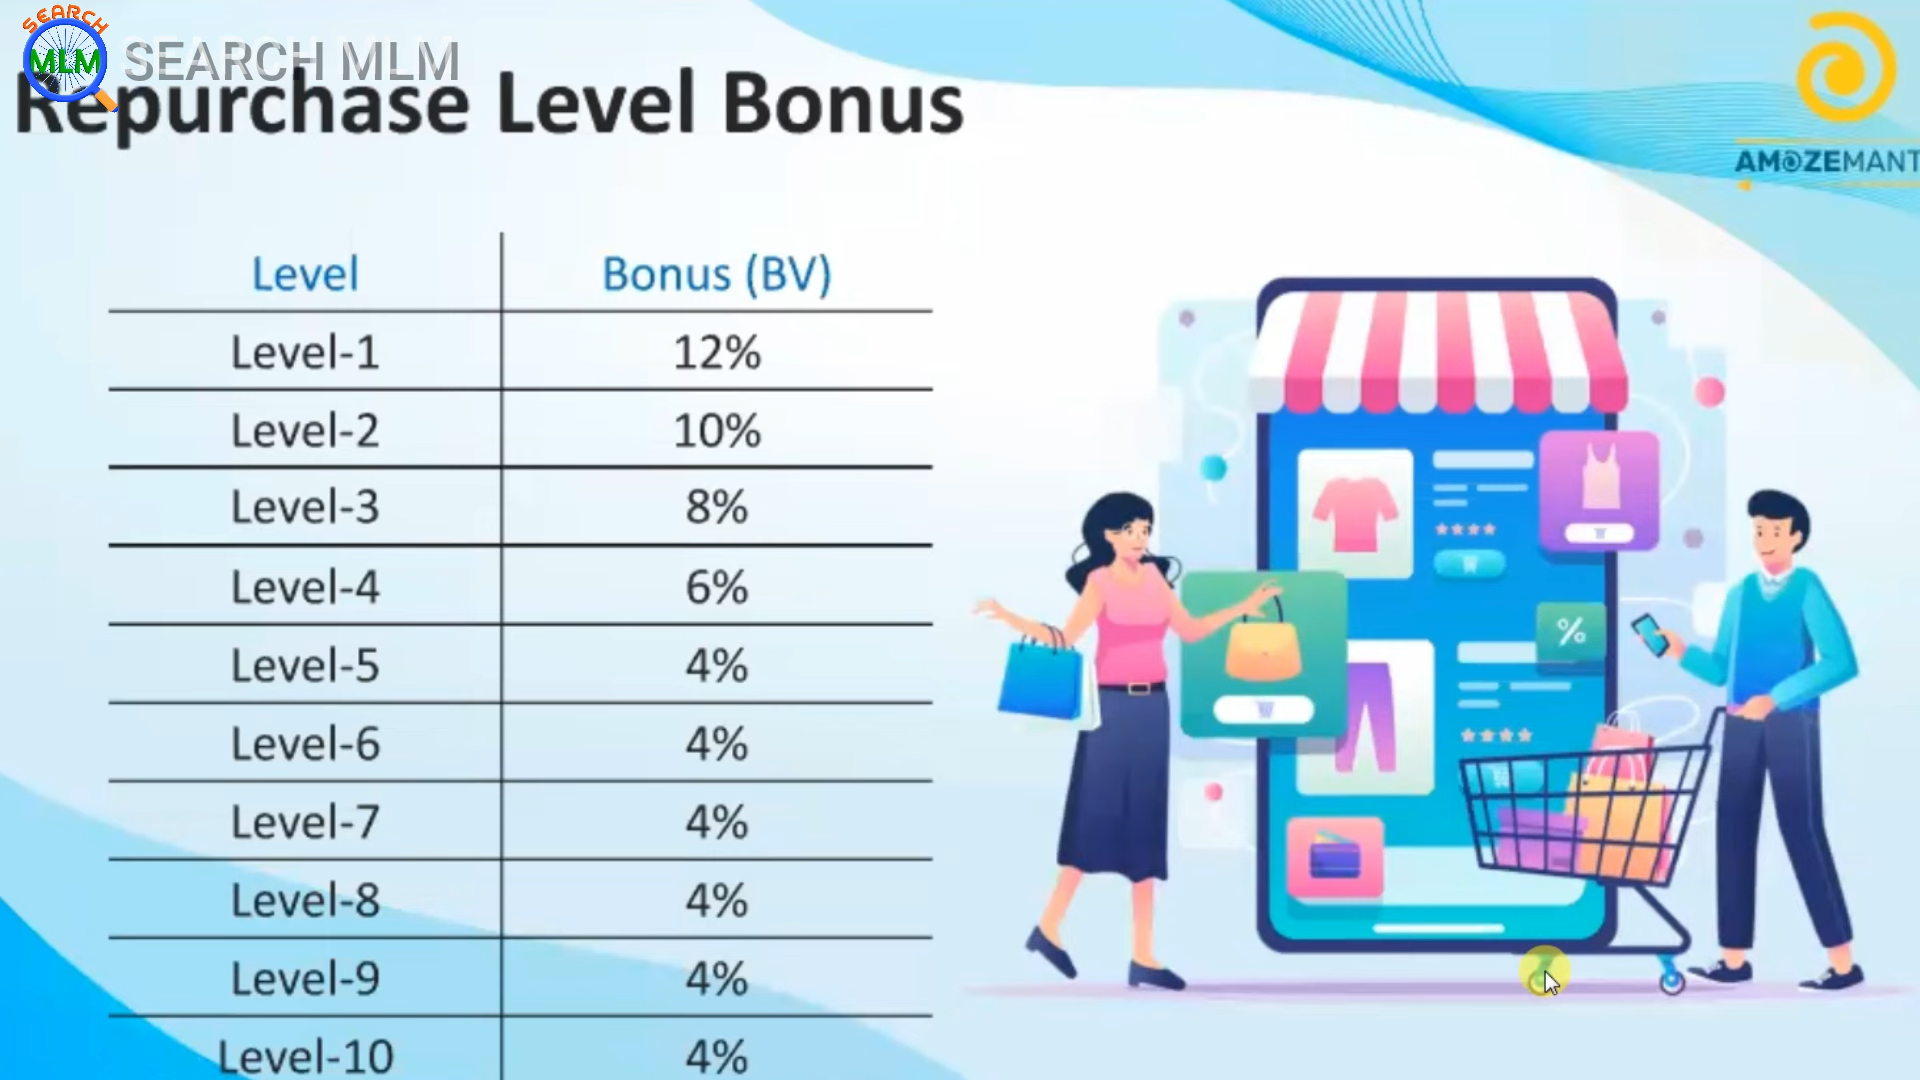 SEARCH
MLM
SEARCH MLM
Repurchase Level Bonus
AMOZEMANT
Level Bonus (BV)
Level-1 12%
Level-2 10%
Level-3 8%
Level-4 6%
Level-5 4%
Level-6 4%
Level-7 4%
Level-8 4%
Level-9 4%
Level-10 4%
%